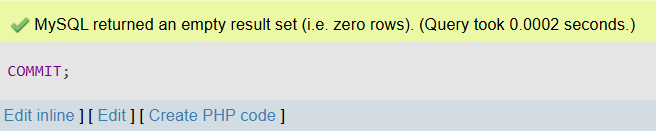 MySQL returned an empty result set (i.e. zero rows). (Query took 0.0002 seconds.)
COMMIT;
Edit inline ] [ Edit ] [ Create PHP code ]